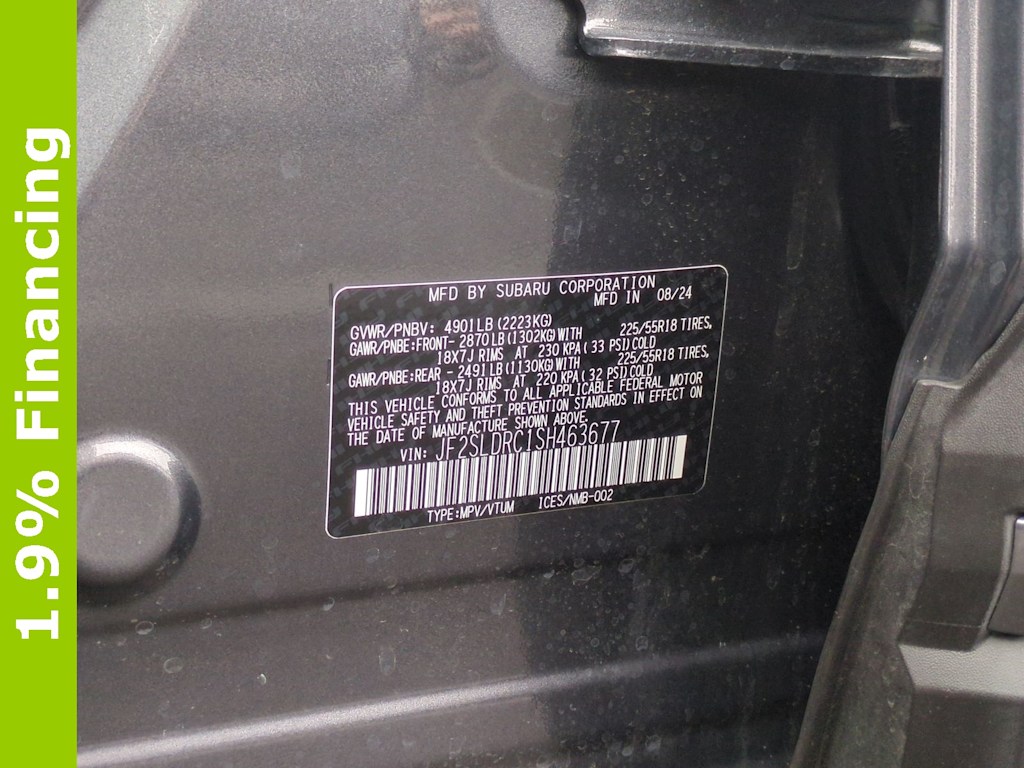 1.9% Financing
MFD BY SUBARU CORPORATION
MFD IN 08/24
GVWR/PNBV: 4901LB(2223KG)
GAWR/PNBE:FRONT- 2870LB(1302KG)WITH 225/55R18 TIRES,
18X7J RIMS AT 230 KPA(33 PSI)COLD
GAWR/PNBE:REAR - 2491LB(1130KG)WITH 225/55R18 TIRES,
18X7J RIMS AT 220 KPA(32 PSI)COLD
THIS VEHICLE CONFORMS TO ALL APPLICABLE FEDERAL MOTOR
VEHICLE SAFETY AND THEFT PREVENTION STANDARDS IN EFFECT ON
THE DATE OF MANUFACTURE SHOWN ABOVE.
VIN: JF2SLDRC1SH463677
TYPE:MPV/VTUM ICES/NMB-002